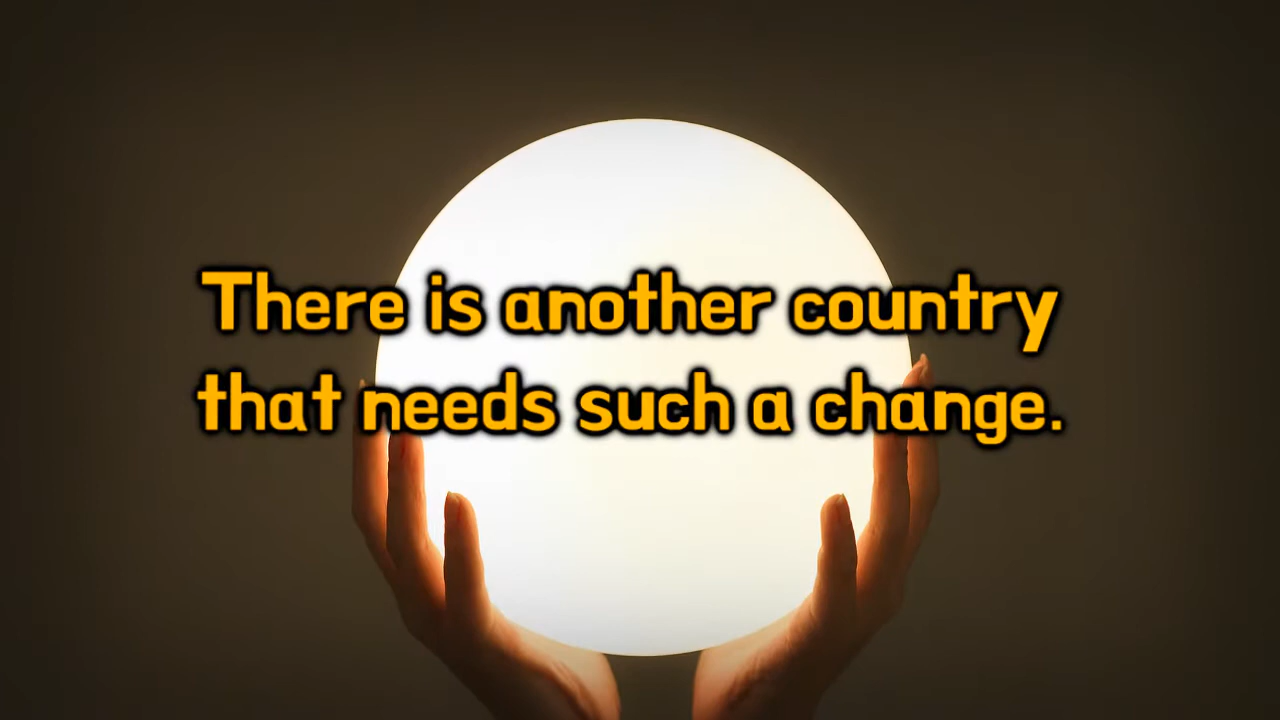 There is another country
that needs such a change.